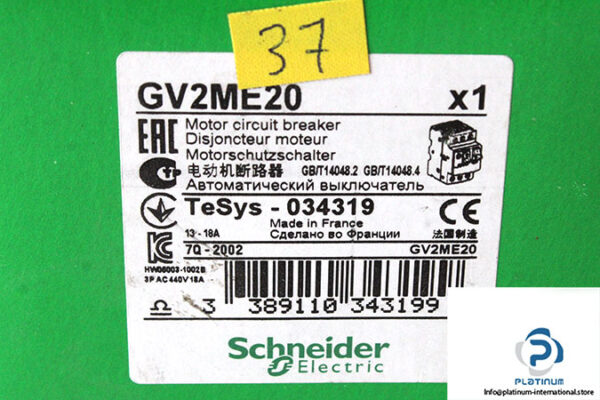 37
GV2ME20 x1
EAC Motor circuit breaker
Disjoncteur moteur
Motorschutzschalter
电动机断路器 GB/T14048.2 GB/T14048.4
Автоматический выключатель
TeSys - 034319
Made in France
13 - 18A Сделано во Франции 法国制造
7Q - 2002 GV2ME20
HW06003-1002B
3P AC 440V 18A
3 389110 343199
Schneider
Electric
PLATINUM
Info@platinum-international.store